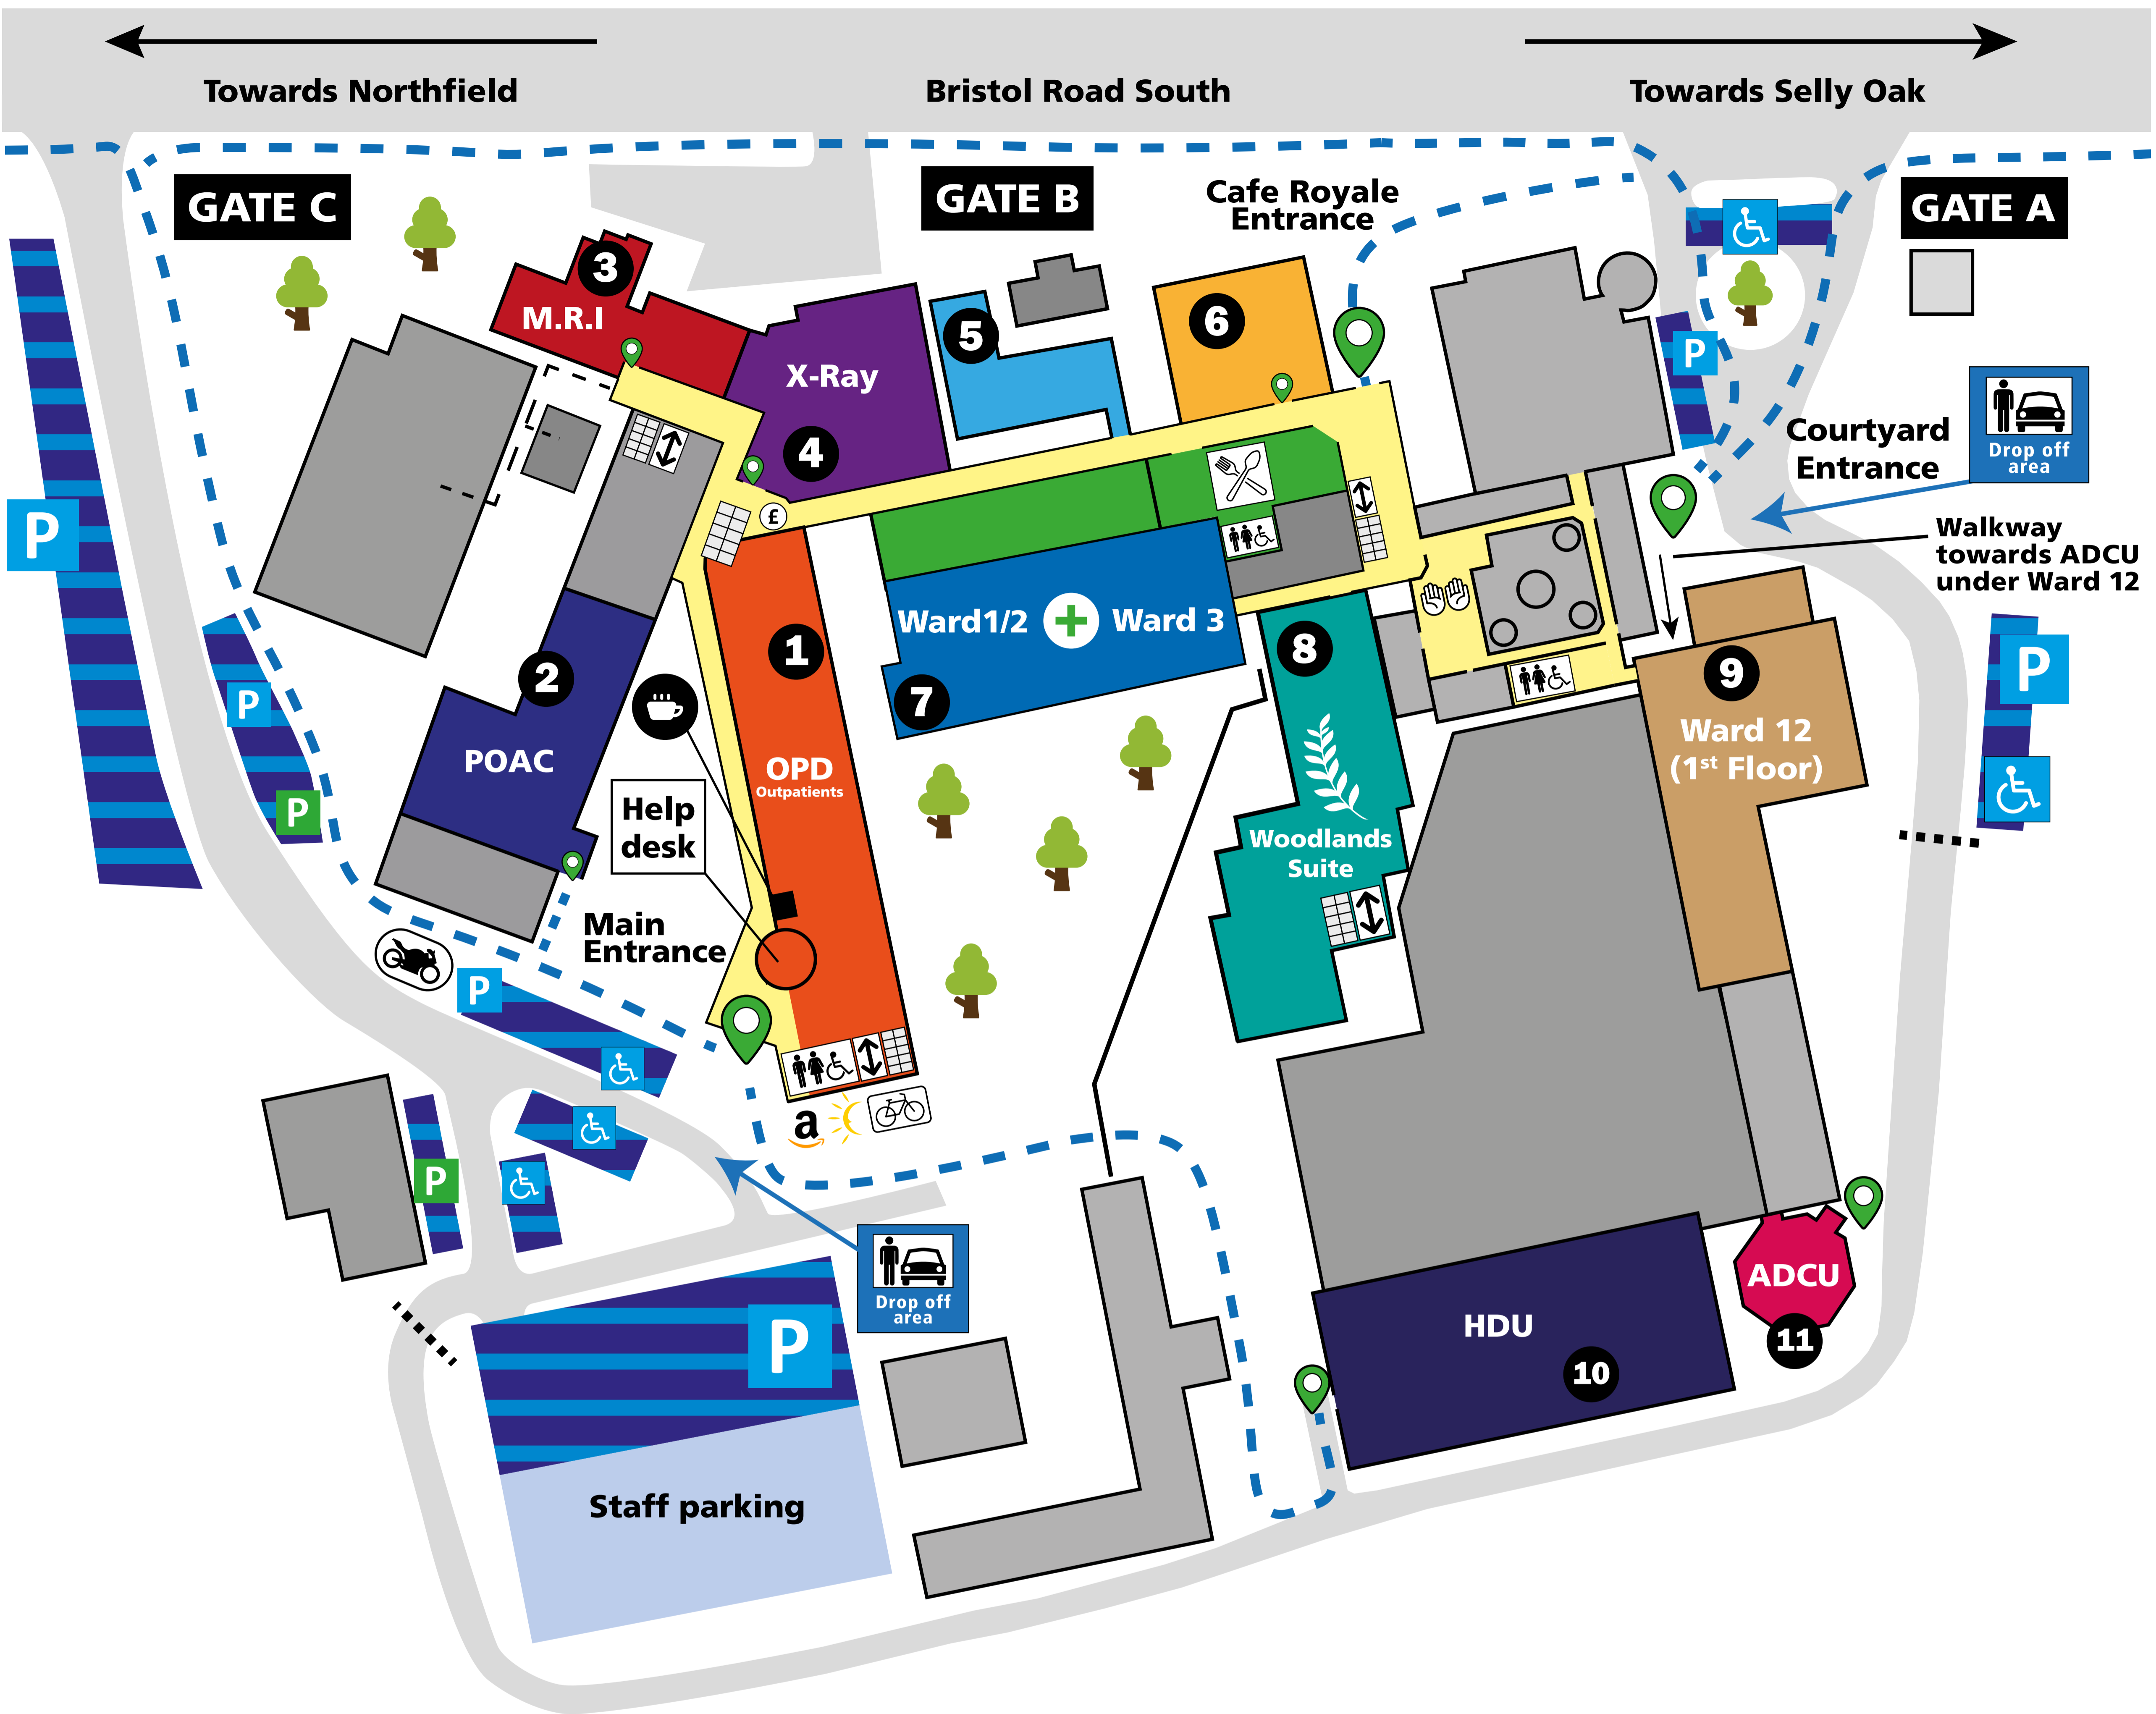 Towards Northfield
Bristol Road South
Towards Selly Oak
GATE C
GATE B
Cafe Royale
Entrance
GATE A
3
M.R.I
X-Ray
4
5
6
P
Courtyard
Entrance
Drop off
area
Walkway
towards ADCU
under Ward 12
P
£
Ward1/2
Ward 3
7
1
OPD
Outpatients
2
POAC
8
Woodlands
Suite
9
Ward 12
(1st Floor)
P
P
P
Help
desk
Main
Entrance
P
a
P
Drop off
area
P
Staff parking
HDU
10
ADCU
11